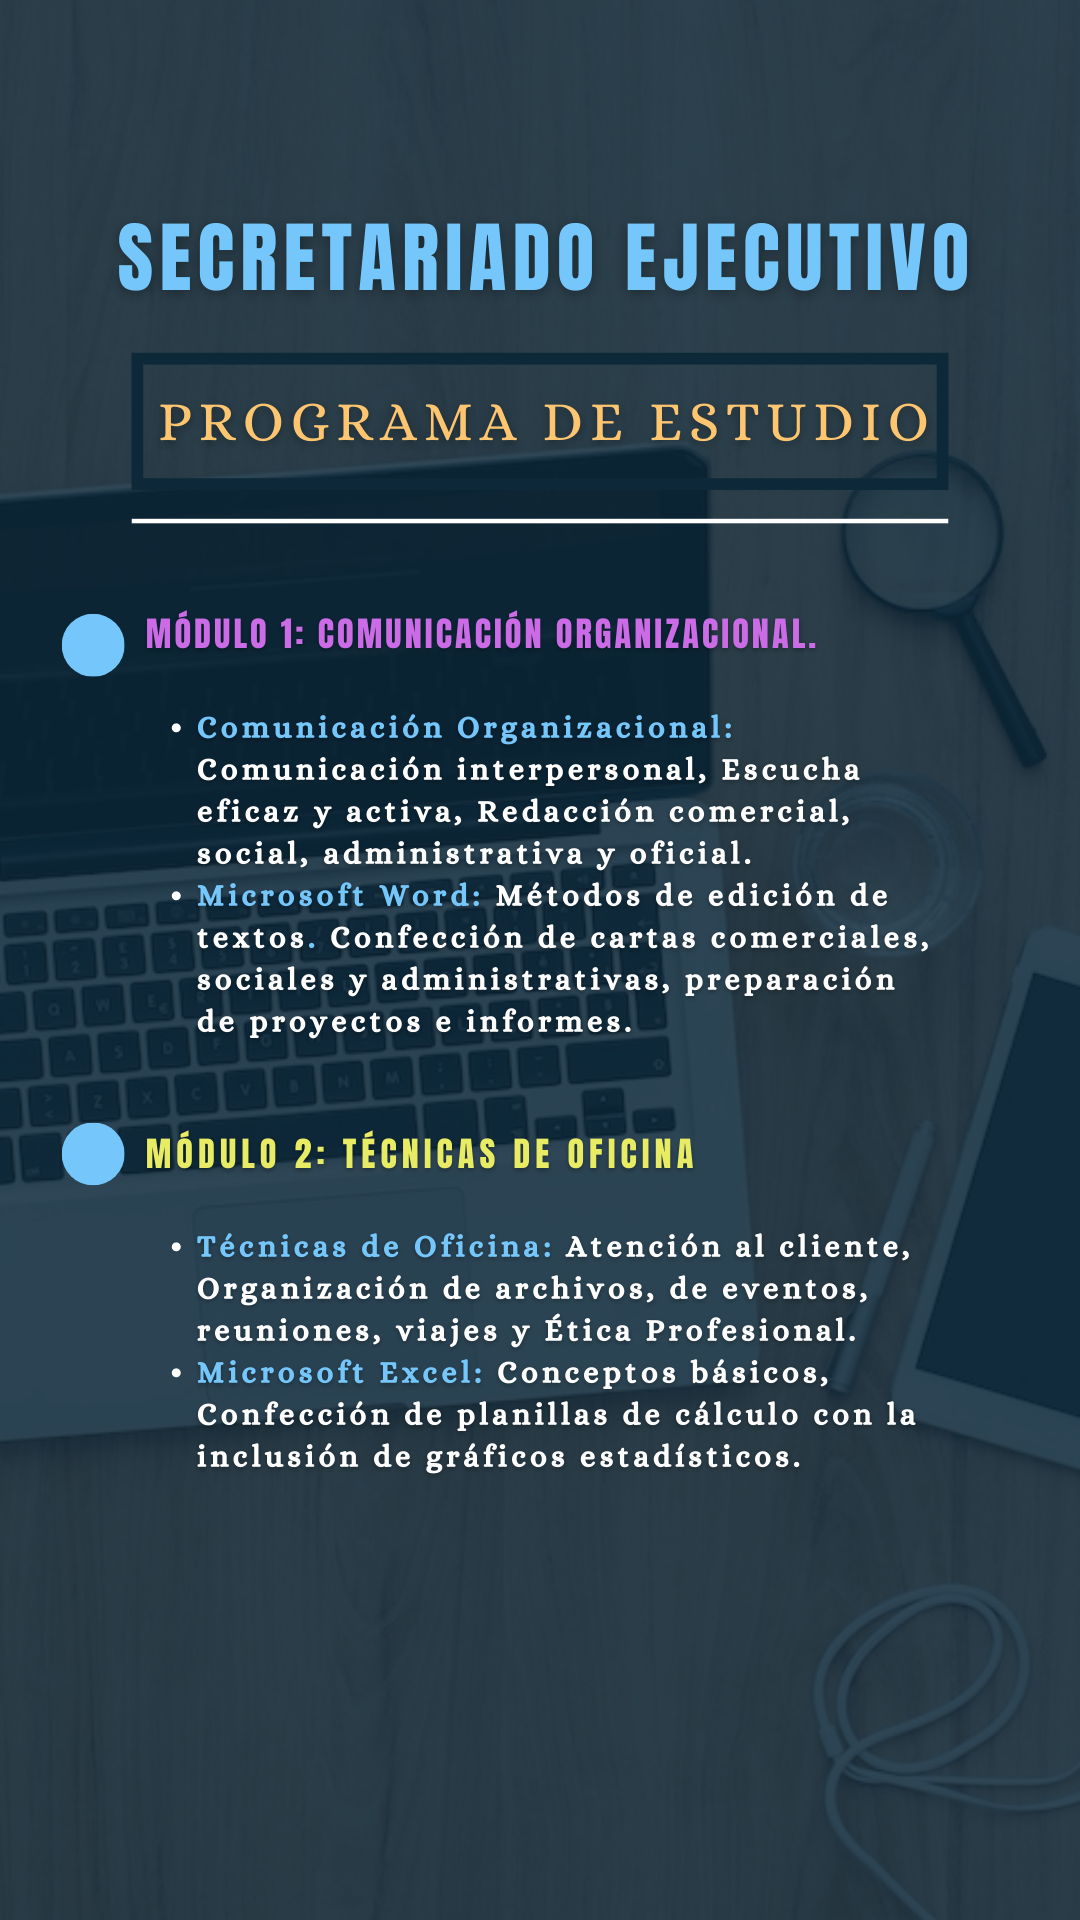 SECRETARIADO EJECUTIVO
PROGRAMA DE ESTUDIO
MÓDULO 1: COMUNICACIÓN ORGANIZACIONAL.
• Comunicación Organizacional:
Comunicación interpersonal, Escucha
eficaz y activa, Redacción comercial,
social, administrativa y oficial.
• Microsoft Word: Métodos de edición de
textos. Confección de cartas comerciales,
sociales y administrativas, preparación
de proyectos e informes.
MÓDULO 2: TÉCNICAS DE OFICINA
• Técnicas de Oficina: Atención al cliente,
Organización de archivos, de eventos,
reuniones, viajes y Ética Profesional.
• Microsoft Excel: Conceptos básicos,
Confección de planillas de cálculo con la
inclusión de gráficos estadísticos.